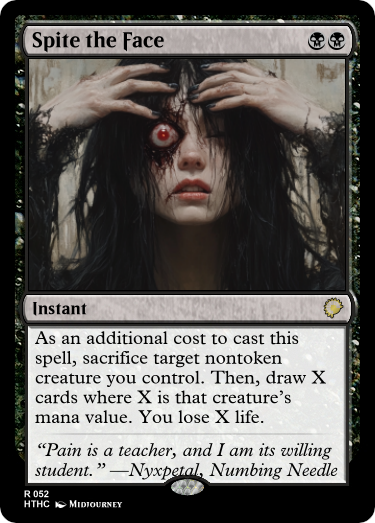 Spite the Face
Instant
As an additional cost to cast this
spell, sacrifice target nontoken
creature you control. Then, draw X
cards where X is that creature's
mana value. You lose X life.
“Pain is a teacher, and I am its willing
student.” —Nyxpetal, Numbing Needle
R 052
HTHC Midjourney